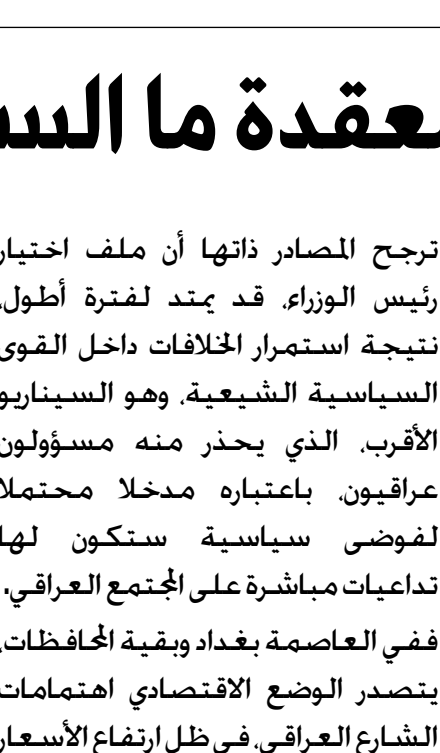 معقدة ما الس
ترجح المصادر ذاتها أن ملف اختيار
رئيس الوزراء، قد يمتد لفترة أطول،
نتيجة استمرار الخلافات داخل القوى
السياسية الشيعية، وهو السيناريو
الأقرب، الذي يحذر منه مسؤولون
عراقيون، باعتباره مدخلا محتملا
لفوضى سياسية ستكون لها
تداعيات مباشرة على المجتمع العراقي.
ففي العاصمة بغداد وبقية المحافظات،
يتصدر الوضع الاقتصادي اهتمامات
الشارع العراقي، في ظل ارتفاع الأسعار